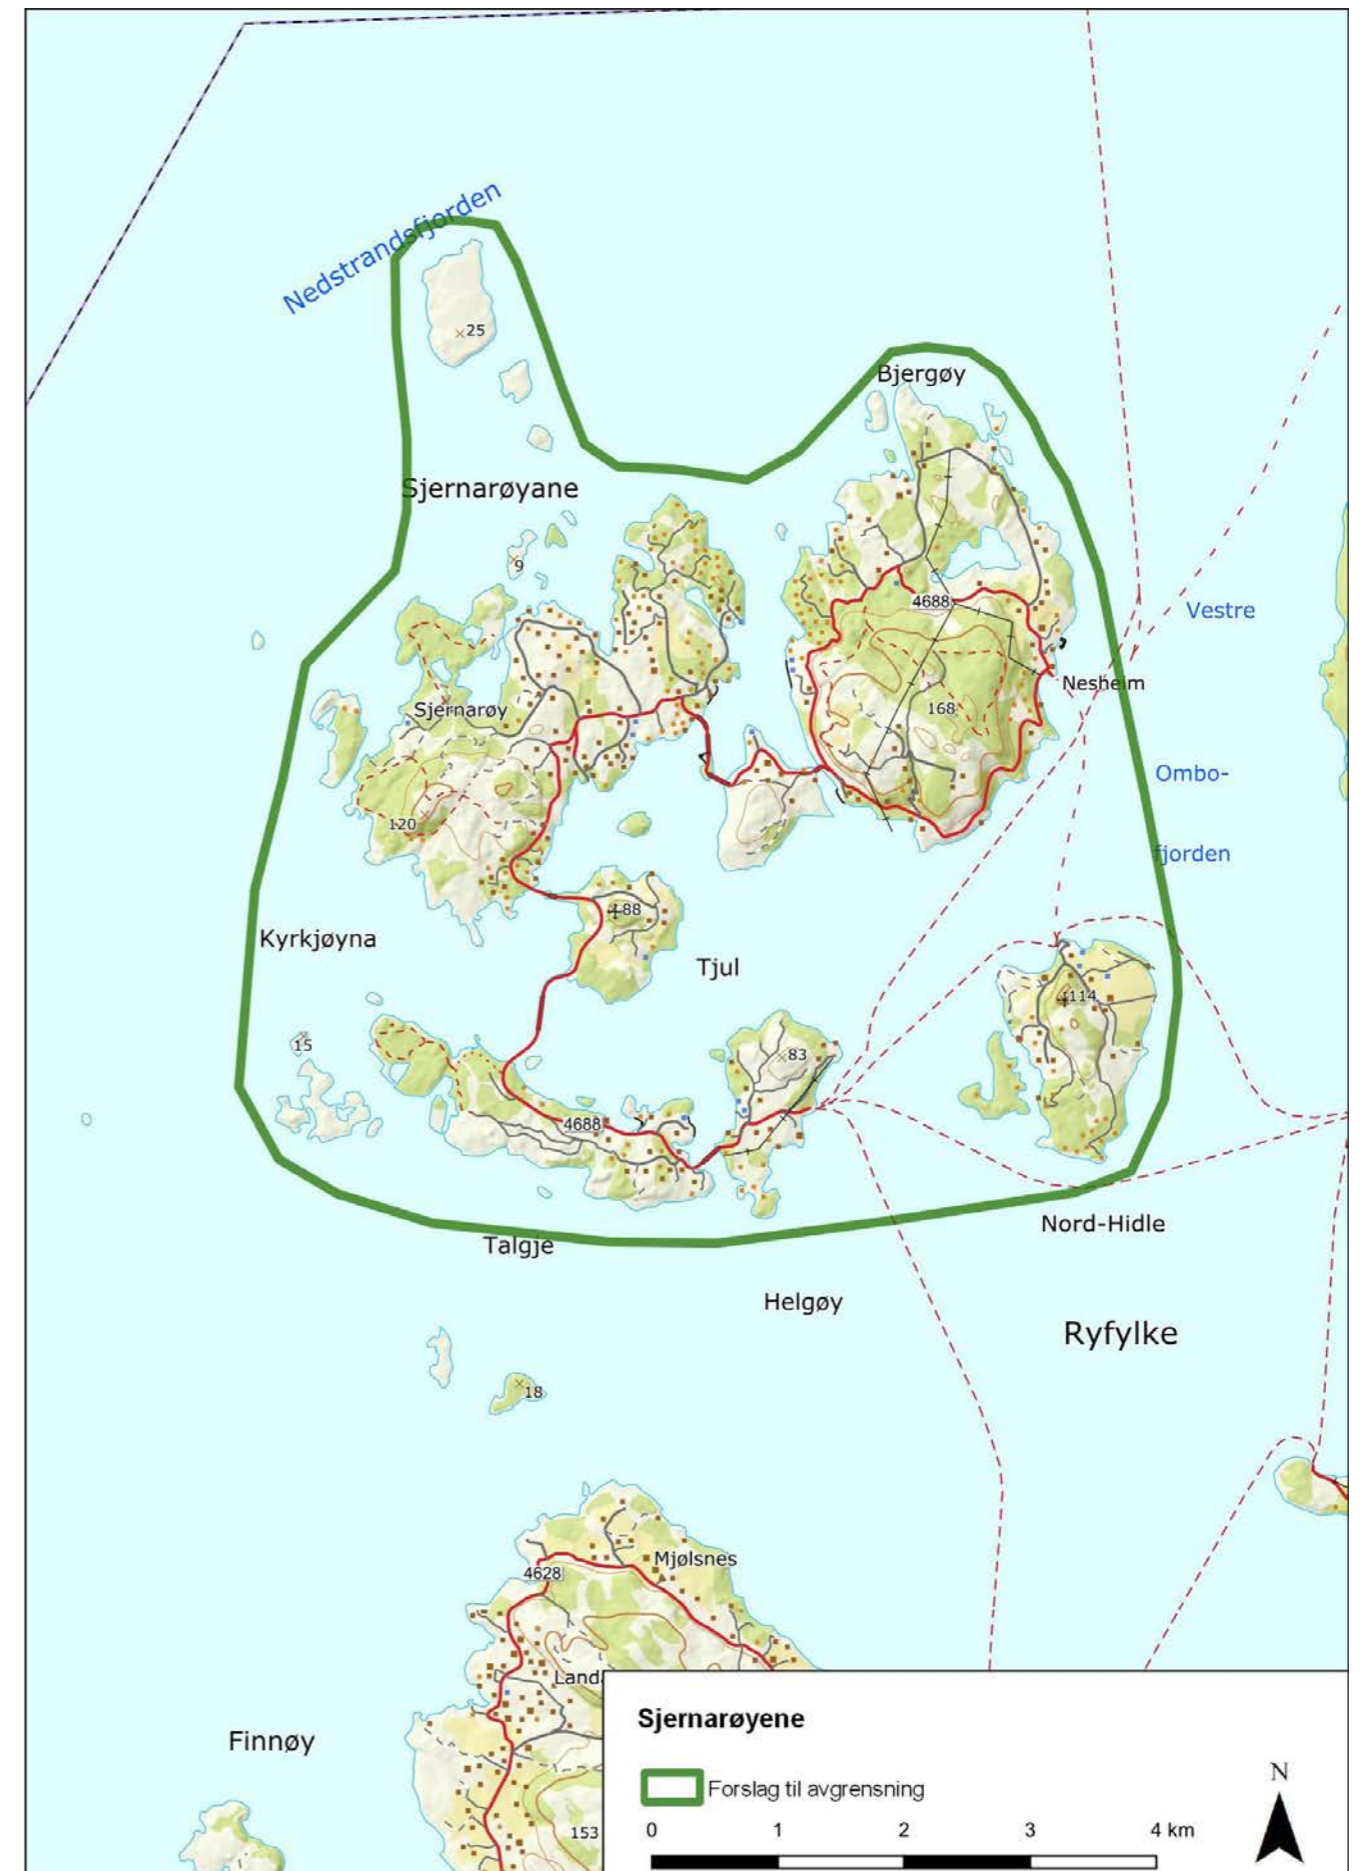 Nedstrandsfjorden
25
Bjergøy
Sjernarøyane
9
4688
Vestre
Nesheim
Sjernarøy
168
Ombo-
120
fjorden
188
Kyrkjøyna
Tjul
114
15
83
4688
Nord-Hidle
Talgje
Helgøy
Ryfylke
18
Mjølsnes
4628
Landa
Finnøy
153
Sjernarøyene
Forslag til avgrensning
N
0 1 2 3 4 km